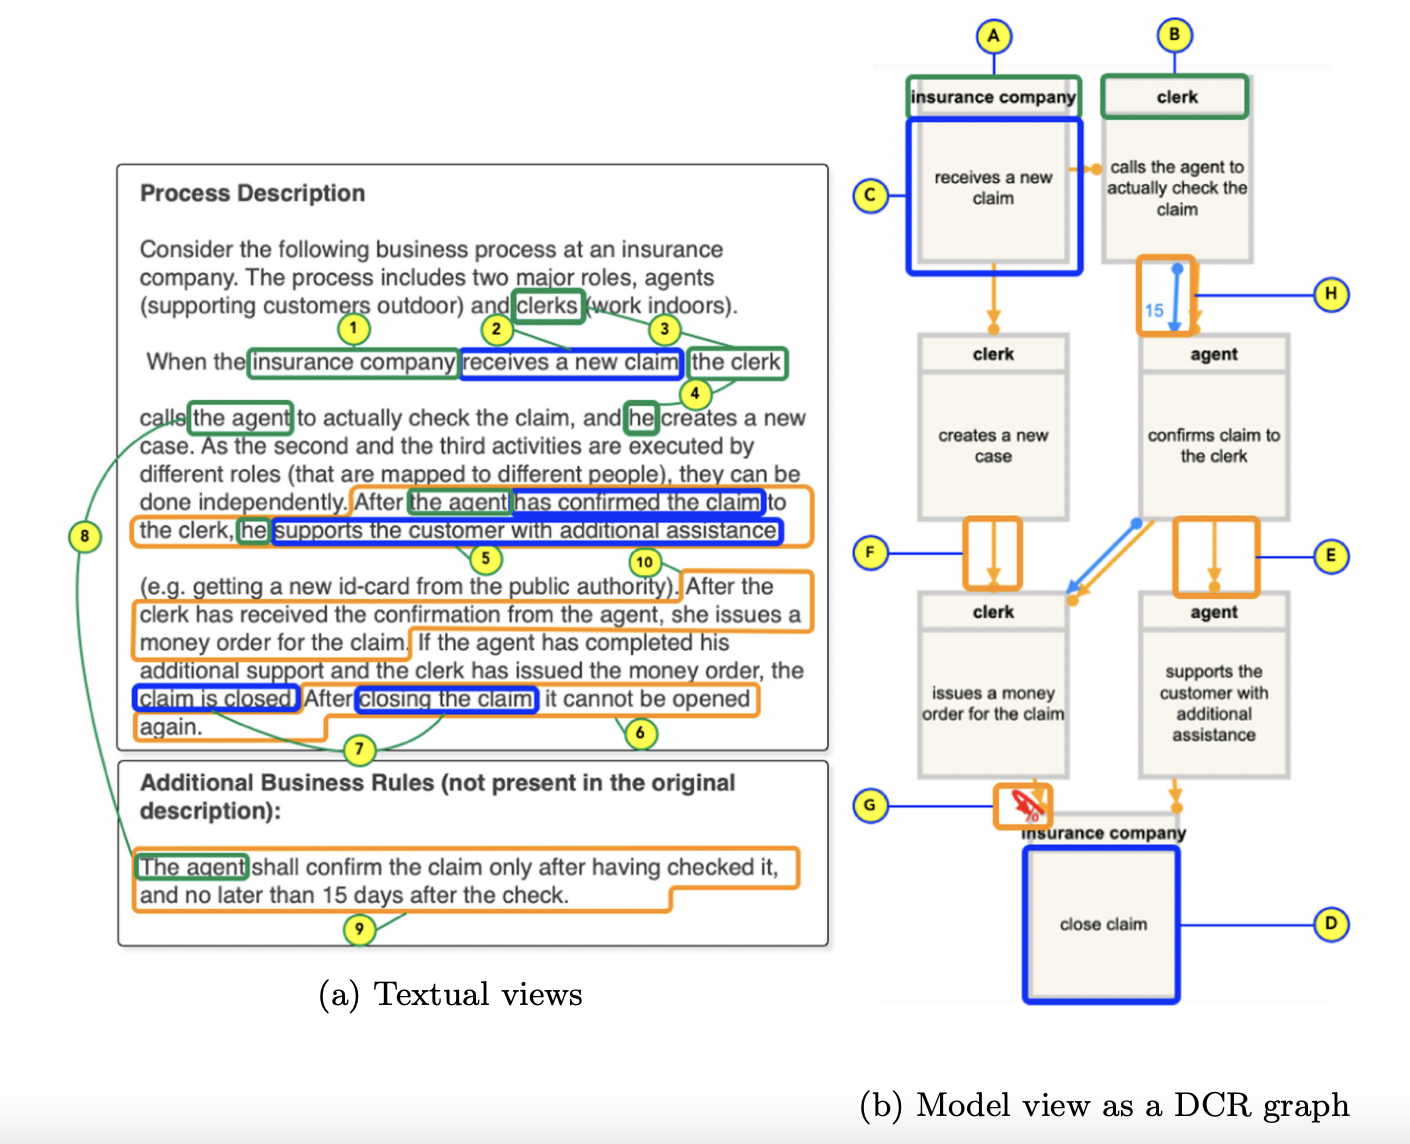 Process Description
Consider the following business process at an insurance
company. The process includes two major roles, agents
(supporting customers outdoor) and clerks (work indoors).
1
2
3
When the insurance company receives a new claim the clerk
4
calls the agent to actually check the claim, and he creates a new
case. As the second and the third activities are executed by
different roles (that are mapped to different people), they can be
done independently. After the agent has confirmed the claim to
the clerk, he supports the customer with additional assistance
8
5
10
(e.g. getting a new id-card from the public authority). After the
clerk has received the confirmation from the agent, she issues a
money order for the claim. If the agent has completed his
additional support and the clerk has issued the money order, the
claim is closed. After closing the claim it cannot be opened
again.
6
7
Additional Business Rules (not present in the original
description):
The agent shall confirm the claim only after having checked it,
and no later than 15 days after the check.
9
(a) Textual views
A
B
insurance company
clerk
C
receives a new
claim
calls the agent to
actually check the
claim
15
H
clerk
agent
creates a new
case
confirms claim to
the clerk
F
E
clerk
agent
issues a money
order for the claim
supports the
customer with
additional
assistance
G
%
insurance company
close claim
D
(b) Model view as a DCR graph